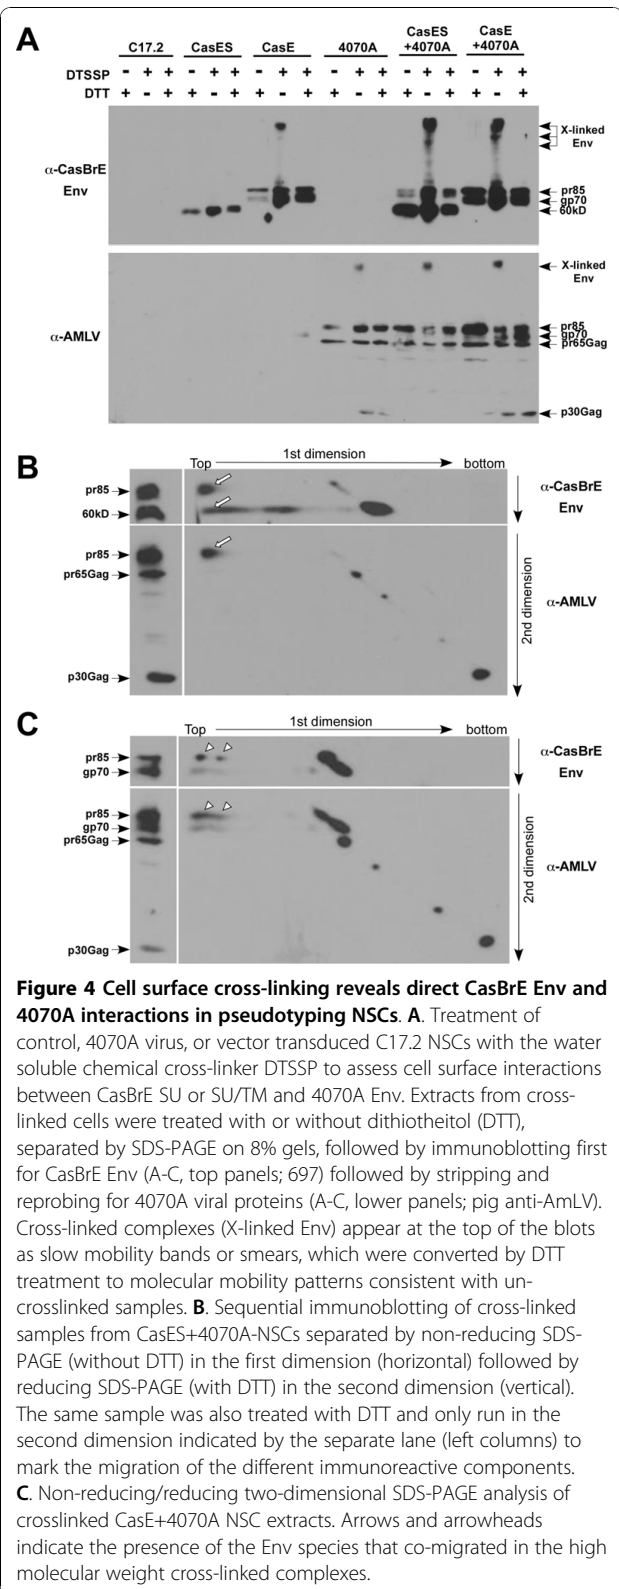 A
C17.2 CasES CasE 4070A CasES +4070A CasE +4070A
DTSSP - + + - + + - + + - + + - + + - + +
DTT + - + + - + + - + + - + + - + + - +
α-CasBrE Env
X-linked Env
pr85
gp70
60kD
α-AMLV
X-linked Env
pr85
gp70
pr65Gag
p30Gag
B
Top 1st dimension bottom
pr85
60kD
α-CasBrE Env
pr85
pr65Gag
p30Gag
α-AMLV
2nd dimension
C
Top 1st dimension bottom
pr85
gp70
α-CasBrE Env
pr85
gp70
pr65Gag
p30Gag
α-AMLV
2nd dimension
Figure 4 Cell surface cross-linking reveals direct CasBrE Env and
4070A interactions in pseudotyping NSCs. A. Treatment of
control, 4070A virus, or vector transduced C17.2 NSCs with the water
soluble chemical cross-linker DTSSP to assess cell surface interactions
between CasBrE SU or SU/TM and 4070A Env. Extracts from cross-
linked cells were treated with or without dithiotheitol (DTT),
separated by SDS-PAGE on 8% gels, followed by immunoblotting first
for CasBrE Env (A-C, top panels; 697) followed by stripping and
reprobing for 4070A viral proteins (A-C, lower panels; pig anti-AmLV).
Cross-linked complexes (X-linked Env) appear at the top of the blots
as slow mobility bands or smears, which were converted by DTT
treatment to molecular mobility patterns consistent with un-
crosslinked samples. B. Sequential immunoblotting of cross-linked
samples from CasES+4070A-NSCs separated by non-reducing SDS-
PAGE (without DTT) in the first dimension (horizontal) followed by
reducing SDS-PAGE (with DTT) in the second dimension (vertical).
The same sample was also treated with DTT and only run in the
second dimension indicated by the separate lane (left columns) to
mark the migration of the different immunoreactive components.
C. Non-reducing/reducing two-dimensional SDS-PAGE analysis of
crosslinked CasE+4070A NSC extracts. Arrows and arrowheads
indicate the presence of the Env species that co-migrated in the high
molecular weight cross-linked complexes.